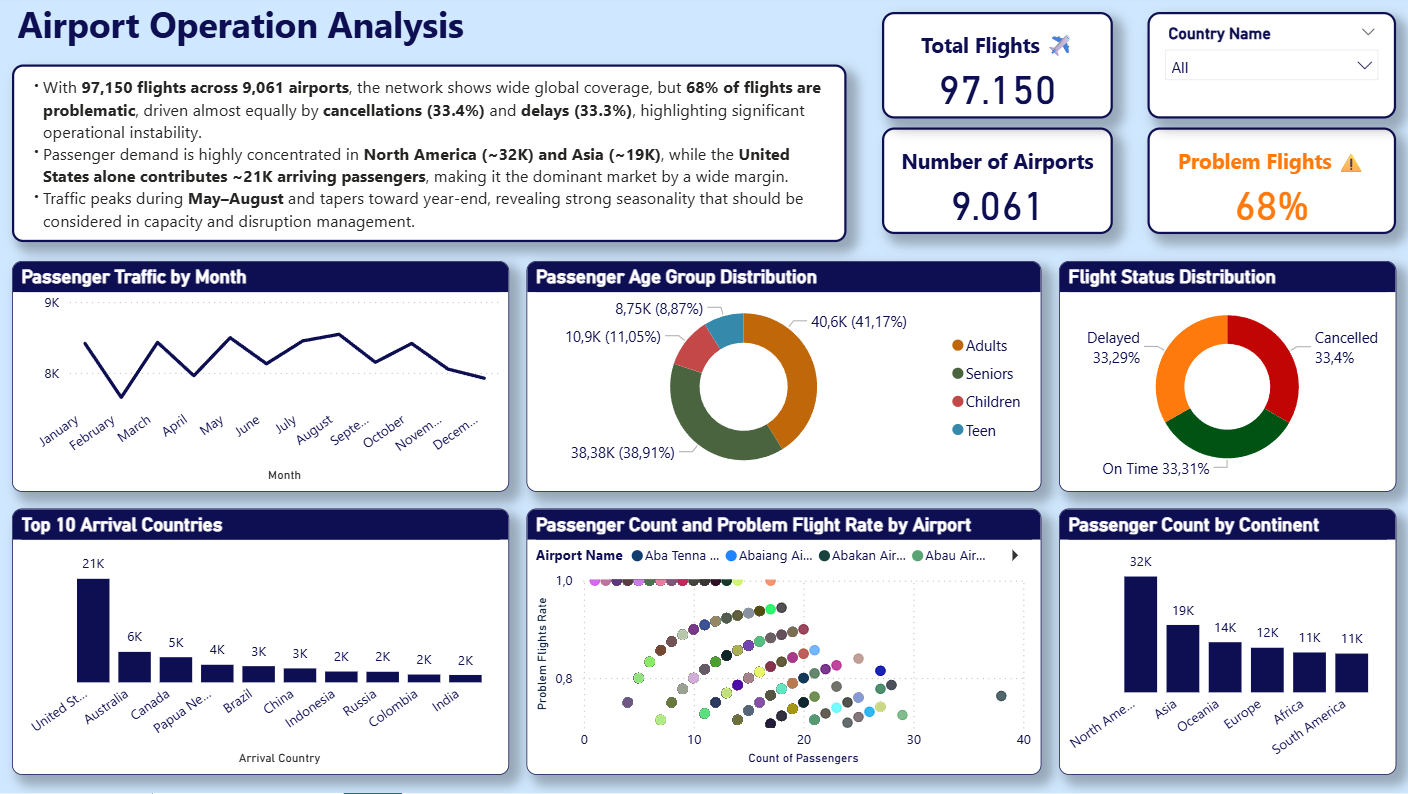 Airport Operation Analysis
Total Flights
97.150
Country Name
All
• With 97,150 flights across 9,061 airports, the network shows wide global coverage, but 68% of flights are
problematic, driven almost equally by cancellations (33.4%) and delays (33.3%), highlighting significant
operational instability.
• Passenger demand is highly concentrated in North America (~32K) and Asia (~19K), while the United
States alone contributes ~21K arriving passengers, making it the dominant market by a wide margin.
• Traffic peaks during May–August and tapers toward year-end, revealing strong seasonality that should be
considered in capacity and disruption management.
Number of Airports
9.061
Problem Flights
68%
Passenger Traffic by Month
9K
8K
January
February
March
April
May
June
July
August
Septe...
October
Novem...
Decem...
Month
Passenger Age Group Distribution
8,75K (8,87%)
10,9K (11,05%)
40,6K (41,17%)
38,38K (38,91%)
Adults
Seniors
Children
Teen
Flight Status Distribution
Delayed
33,29%
Cancelled
33,4%
On Time 33,31%
Top 10 Arrival Countries
21K
6K
5K
4K
3K
3K
2K
2K
2K
2K
United St...
Australia
Canada
Papua Ne...
Brazil
China
Indonesia
Russia
Colombia
India
Arrival Country
Passenger Count and Problem Flight Rate by Airport
Airport Name
Aba Tenna ...
Abaiang Ai...
Abakan Air...
Abau Air...
Problem Flights Rate
1,0
0,8
0
10
20
30
40
Count of Passengers
Passenger Count by Continent
32K
19K
14K
12K
11K
11K
North Ame...
Asia
Oceania
Europe
Africa
South America